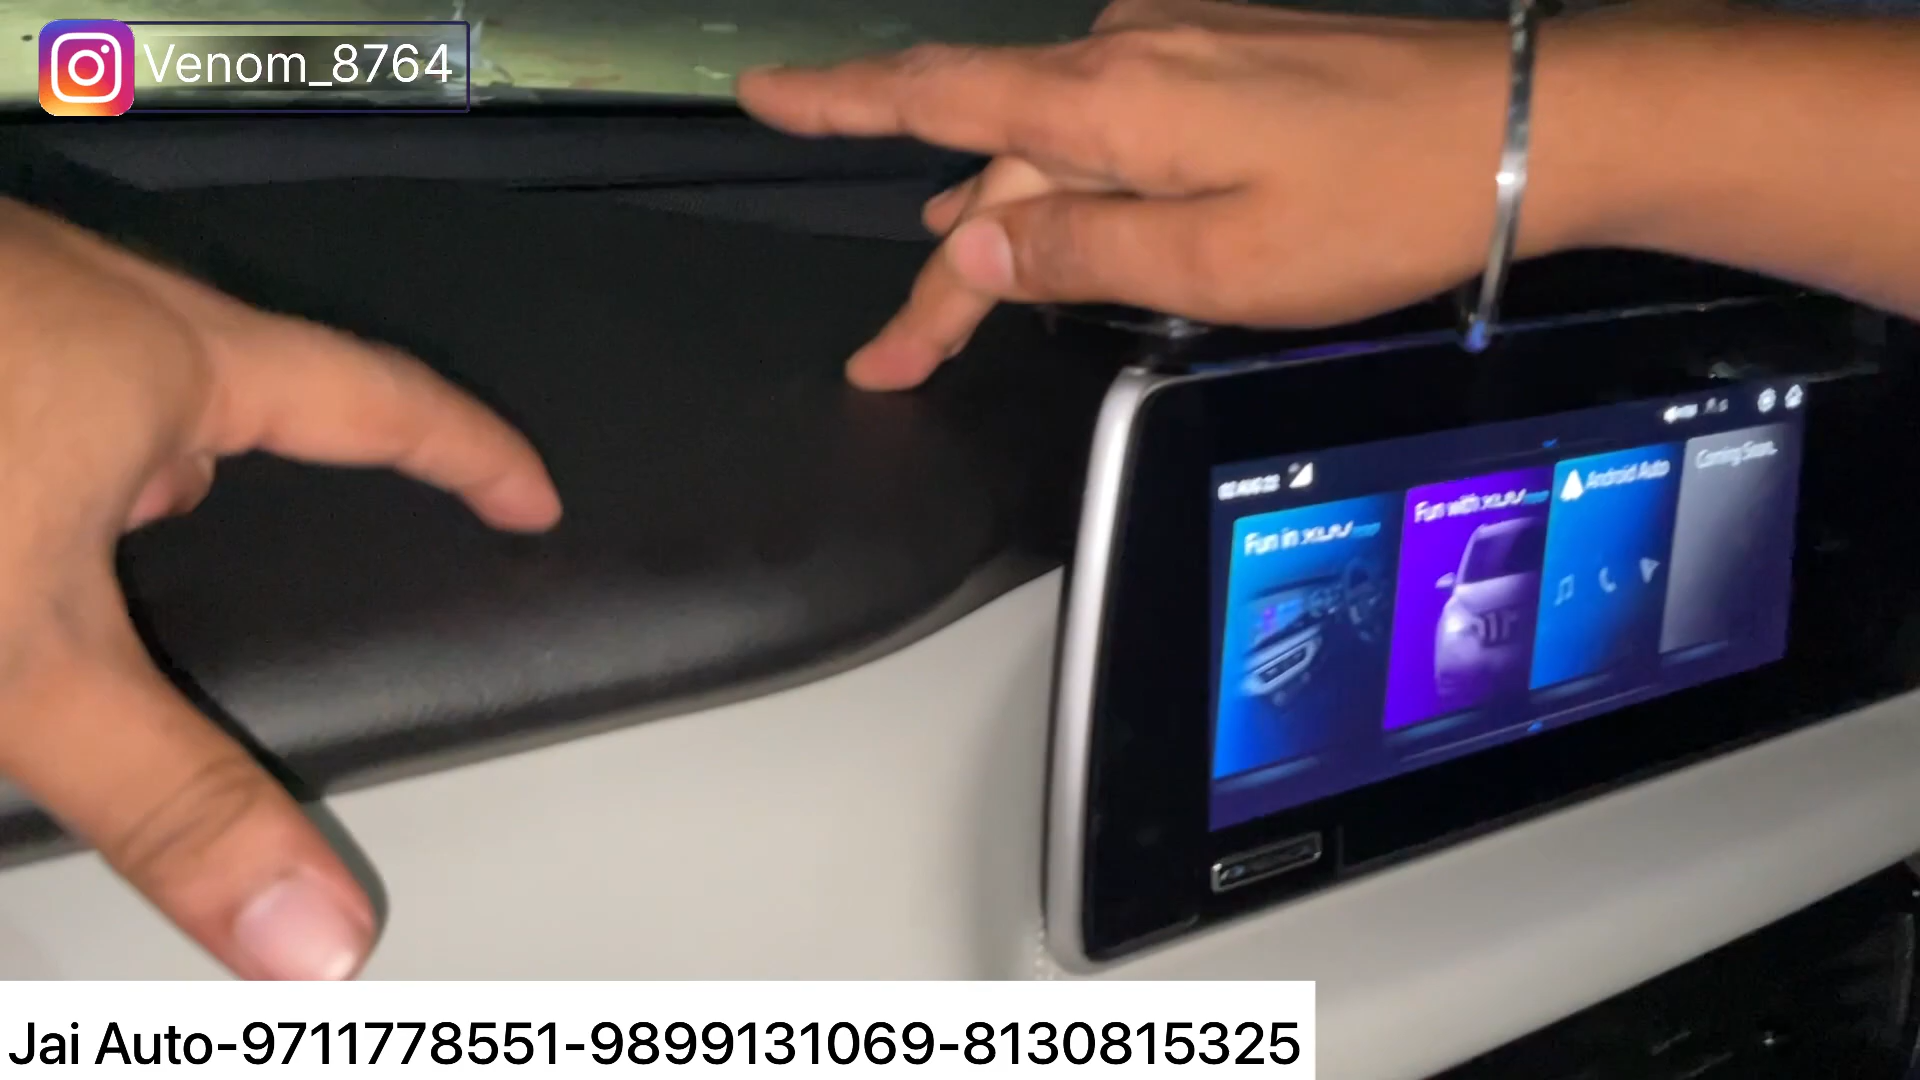 Venom_8764
Fun in XUV
Fun with XUV
Android Auto
Coming Soon.
Jai Auto-9711778551-9899131069-8130815325